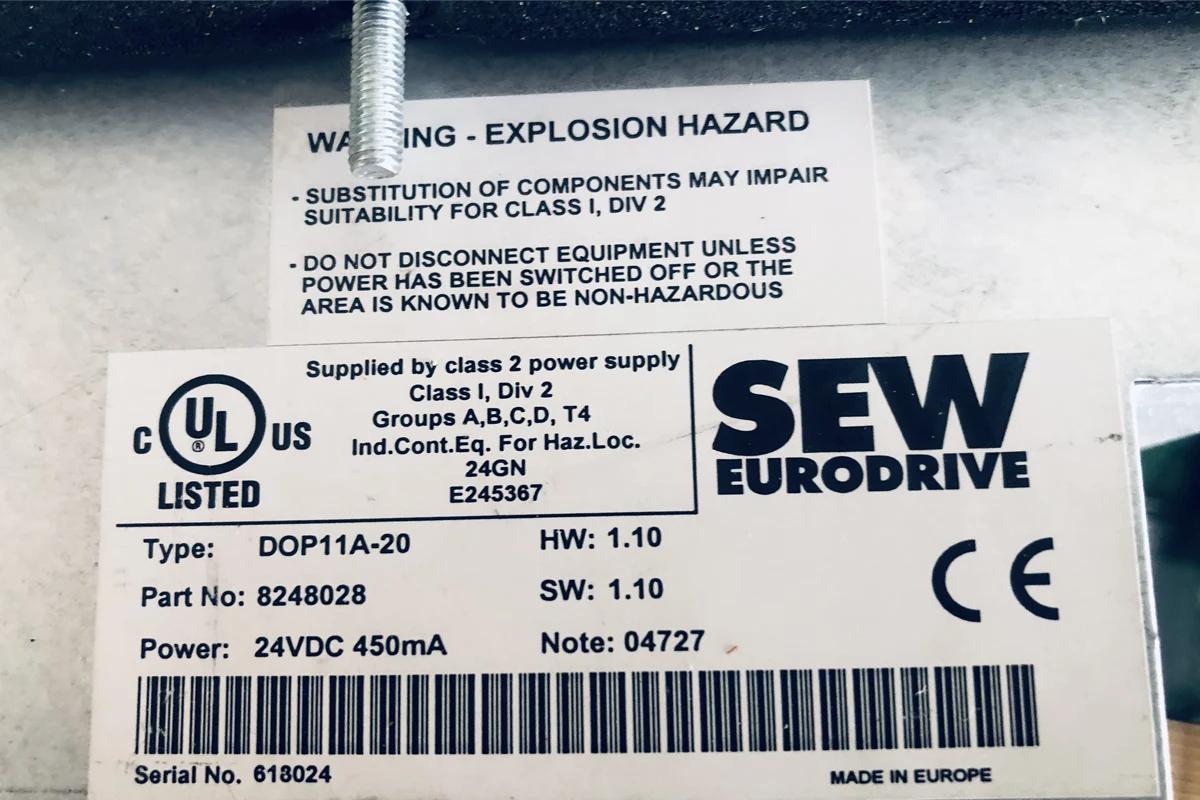 WARNING - EXPLOSION HAZARD
- SUBSTITUTION OF COMPONENTS MAY IMPAIR
SUITABILITY FOR CLASS I, DIV 2
- DO NOT DISCONNECT EQUIPMENT UNLESS
POWER HAS BEEN SWITCHED OFF OR THE
AREA IS KNOWN TO BE NON-HAZARDOUS
C UL ® US
LISTED
Supplied by class 2 power supply
Class I, Div 2
Groups A,B,C,D, T4
Ind.Cont.Eq. For Haz.Loc.
24GN
E245367
SEW
EURODRIVE
Type: DOP11A-20 HW: 1.10
Part No: 8248028 SW: 1.10
Power: 24VDC 450mA Note: 04727
CE
Serial No. 618024 MADE IN EUROPE